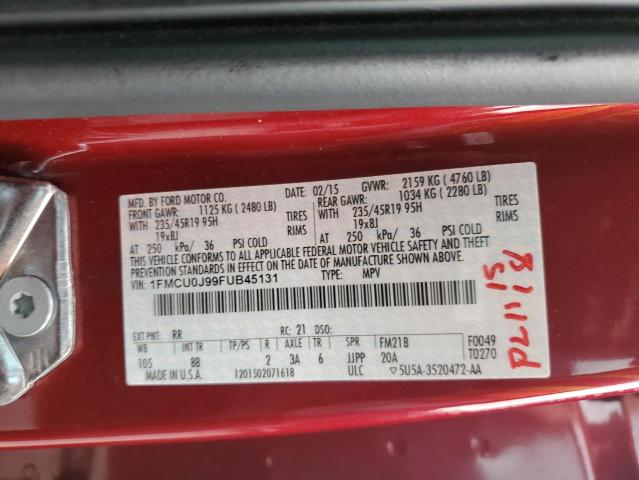 MFD. BY FORD MOTOR CO.
DATE: 02/15 GVWR: 2159 KG ( 4760 LB)
FRONT GAWR: 1125 KG ( 2480 LB) REAR GAWR: 1034 KG ( 2280 LB)
WITH 235/45R19 95H TIRES WITH 235/45R19 95H TIRES
19x8J RIMS 19x8J RIMS
AT 250 kPa/ 36 PSI COLD AT 250 kPa/ 36 PSI COLD
THIS VEHICLE CONFORMS TO ALL APPLICABLE FEDERAL MOTOR VEHICLE SAFETY AND THEFT
PREVENTION STANDARDS IN EFFECT ON THE DATE OF MANUFACTURE SHOWN ABOVE.
VIN: 1FMCU0J99FUB45131 TYPE: MPV
EXT PNT: RR RC: 21 DSO: F0049
WB INT TR TP/PS R AXLE TR SPR FM21B T0270
105 8B 2 3A 6 JJPP 20A
MADE IN U.S.A. 1201502071618 ULC 5U5A-3520472-AA